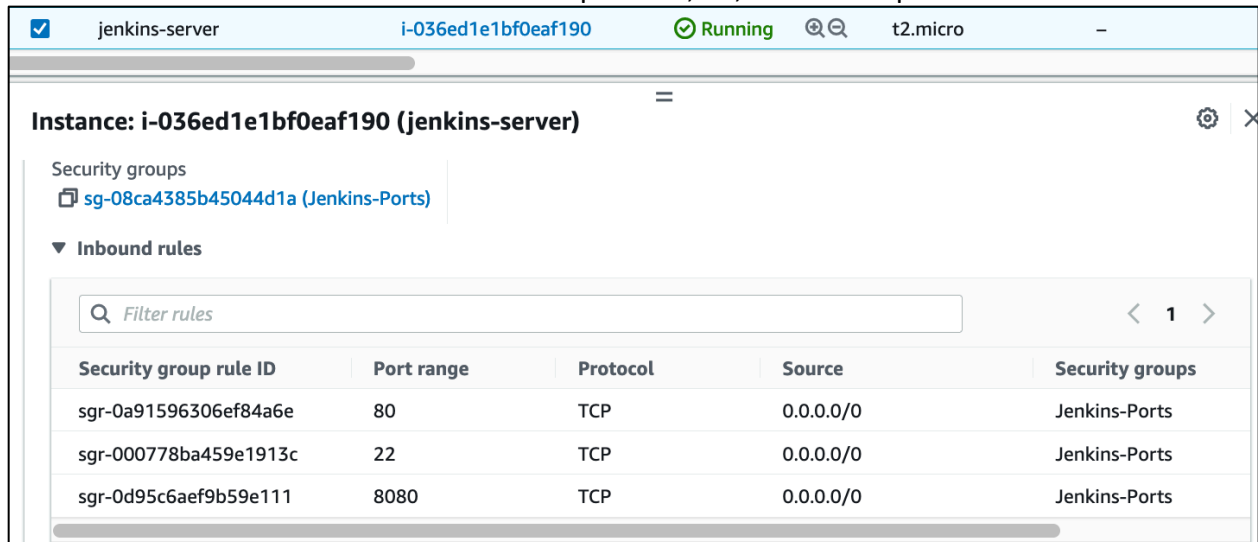 jenkins-server i-036ed1e1bf0eaf190 Running t2.micro –
Instance: i-036ed1e1bf0eaf190 (jenkins-server)
Security groups
sg-08ca4385b45044d1a (Jenkins-Ports)
Inbound rules
Filter rules 1
Security group rule ID Port range Protocol Source Security groups
sgr-0a91596306ef84a6e 80 TCP 0.0.0.0/0 Jenkins-Ports
sgr-000778ba459e1913c 22 TCP 0.0.0.0/0 Jenkins-Ports
sgr-0d95c6aef9b59e111 8080 TCP 0.0.0.0/0 Jenkins-Ports